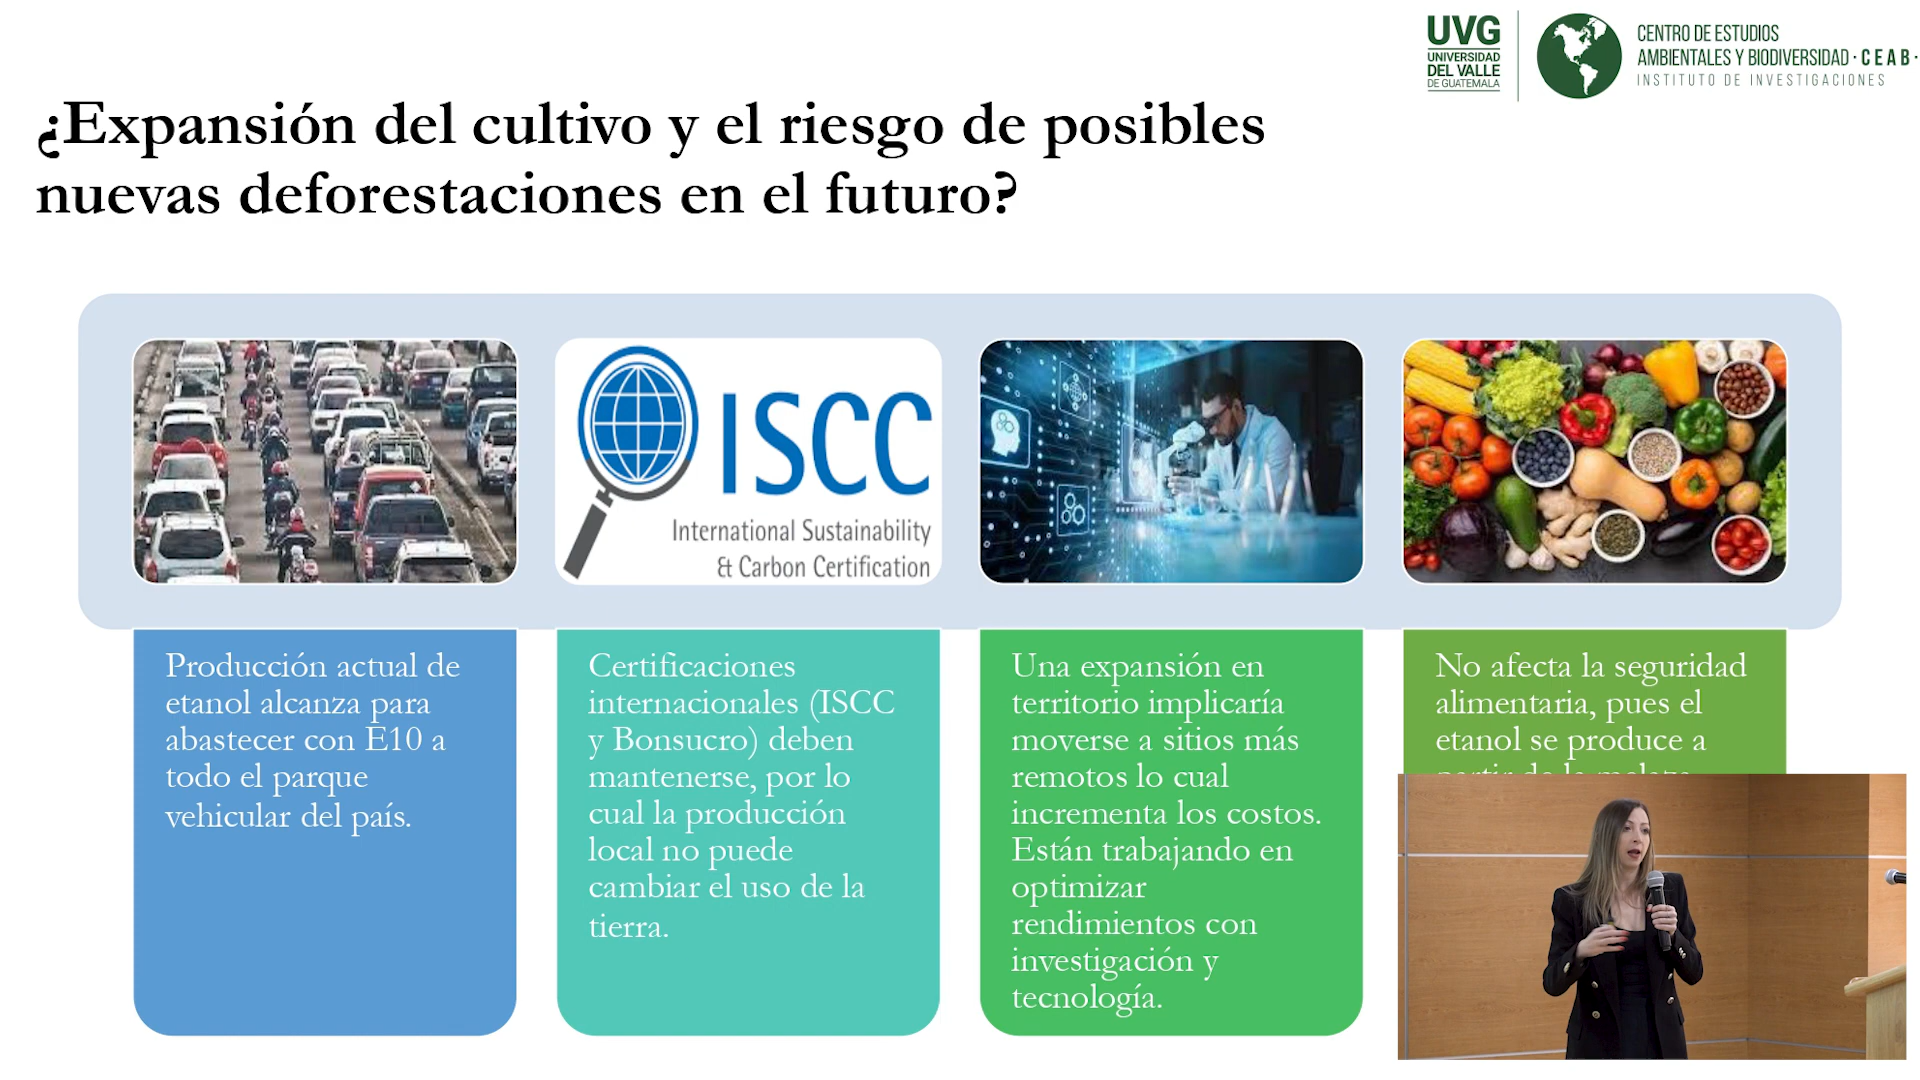 UVG
UNIVERSIDAD
DEL VALLE
DE GUATEMALA
CENTRO DE ESTUDIOS
AMBIENTALES Y BIODIVERSIDAD · CEAB ·
INSTITUTO DE INVESTIGACIONES
¿Expansión del cultivo y el riesgo de posibles
nuevas deforestaciones en el futuro?
ISCC
International Sustainability
& Carbon Certification
Producción actual de
etanol alcanza para
abastecer con E10 a
todo el parque
vehicular del país.
Certificaciones
internacionales (ISCC
y Bonsucro) deben
mantenerse, por lo
cual la producción
local no puede
cambiar el uso de la
tierra.
Una expansión en
territorio implicaría
moverse a sitios más
remotos lo cual
incrementa los costos.
Están trabajando en
optimizar
rendimientos con
investigación y
tecnología.
No afecta la seguridad
alimentaria, pues el
etanol se produce a
partir de la melaza